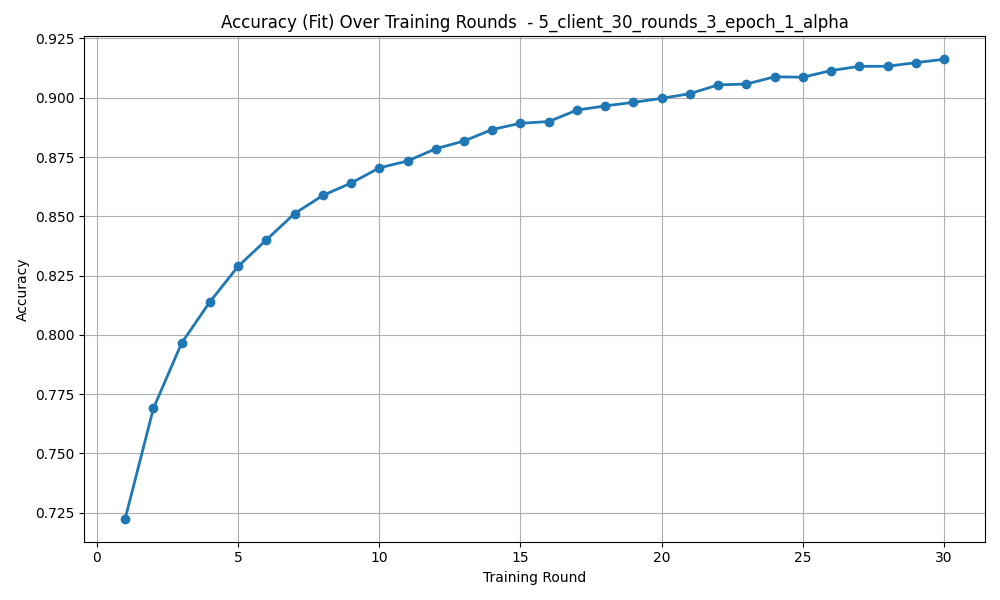 Accuracy (Fit) Over Training Rounds  - 5_client_30_rounds_3_epoch_1_alpha
0.925
0.900
0.875
0.850
0.825
0.800
0.775
0.750
0.725
Accuracy
0 5 10 15 20 25 30
Training Round